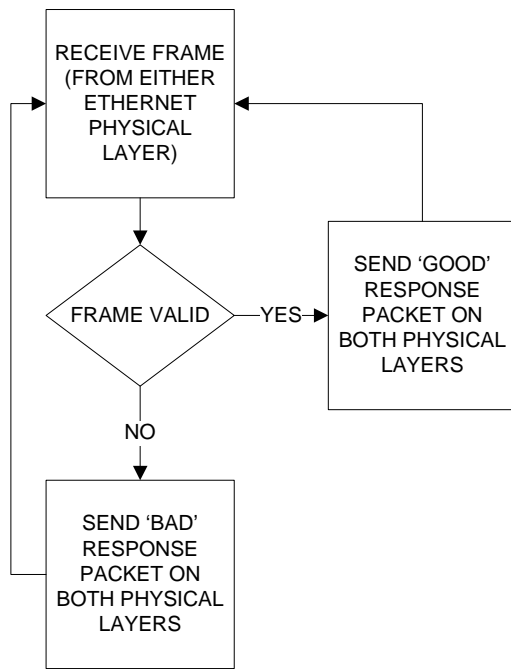 RECEIVE FRAME
(FROM EITHER
ETHERNET
PHYSICAL
LAYER)
FRAME VALID
YES
SEND ‘GOOD’
RESPONSE
PACKET ON
BOTH PHYSICAL
LAYERS
NO
SEND ‘BAD’
RESPONSE
PACKET ON
BOTH PHYSICAL
LAYERS